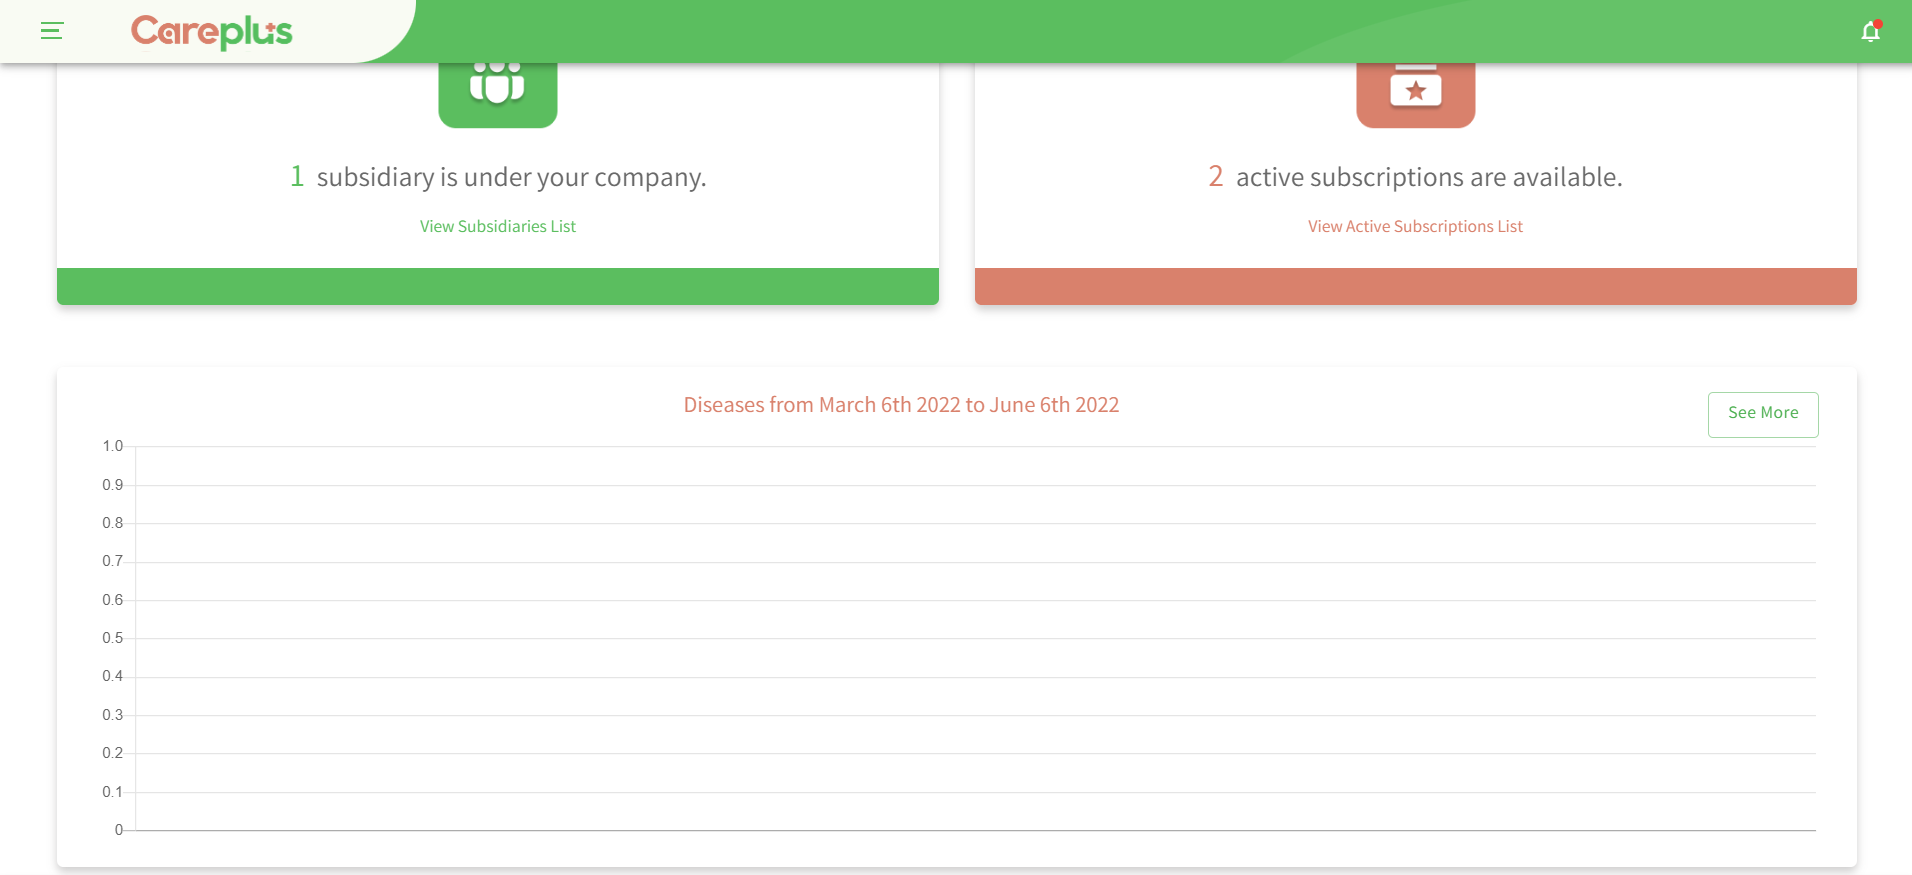 Careplus
1 subsidiary is under your company.
View Subsidiaries List
2 active subscriptions are available.
View Active Subscriptions List
Diseases from March 6th 2022 to June 6th 2022
See More
1.0
0.9
0.8
0.7
0.6
0.5
0.4
0.3
0.2
0.1
0